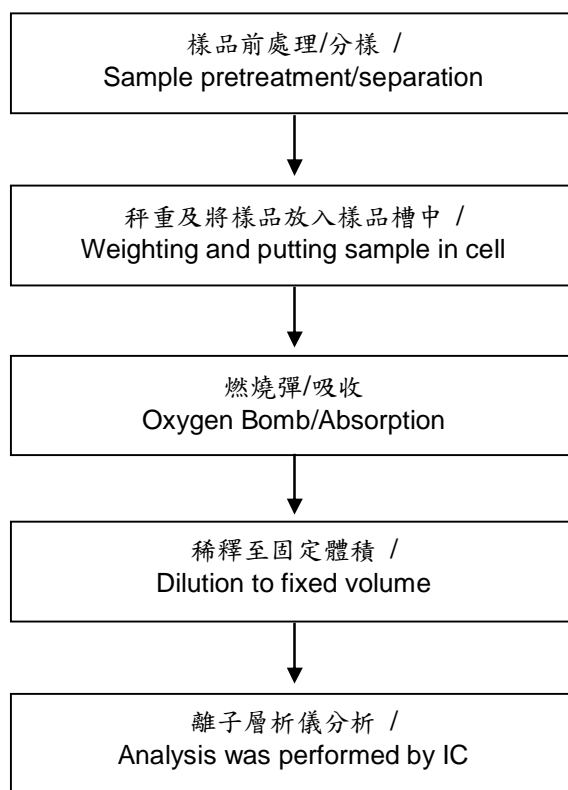 樣品前處理/分樣 /
Sample pretreatment/separation
秤重及將樣品放入樣品槽中 /
Weighting and putting sample in cell
燃燒彈/吸收
Oxygen Bomb/Absorption
稀釋至固定體積 /
Dilution to fixed volume
離子層析儀分析 /
Analysis was performed by IC